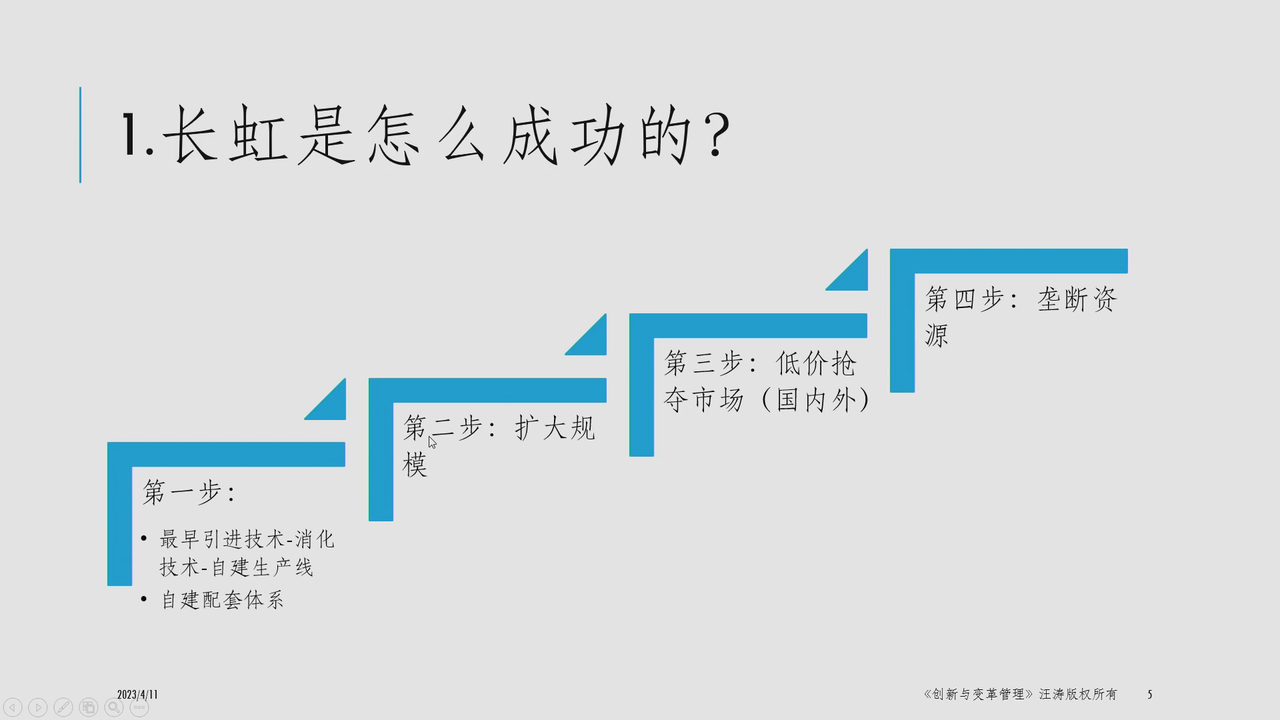 1.长虹是怎么成功的?
第一步：
• 最早引进技术-消化
技术-自建生产线
• 自建配套体系
第二步：扩大规
模
第三步：低价抢
夺市场（国内外）
第四步：垄断资
源
2023/4/11
《创新与变革管理》汪涛版权所有
5